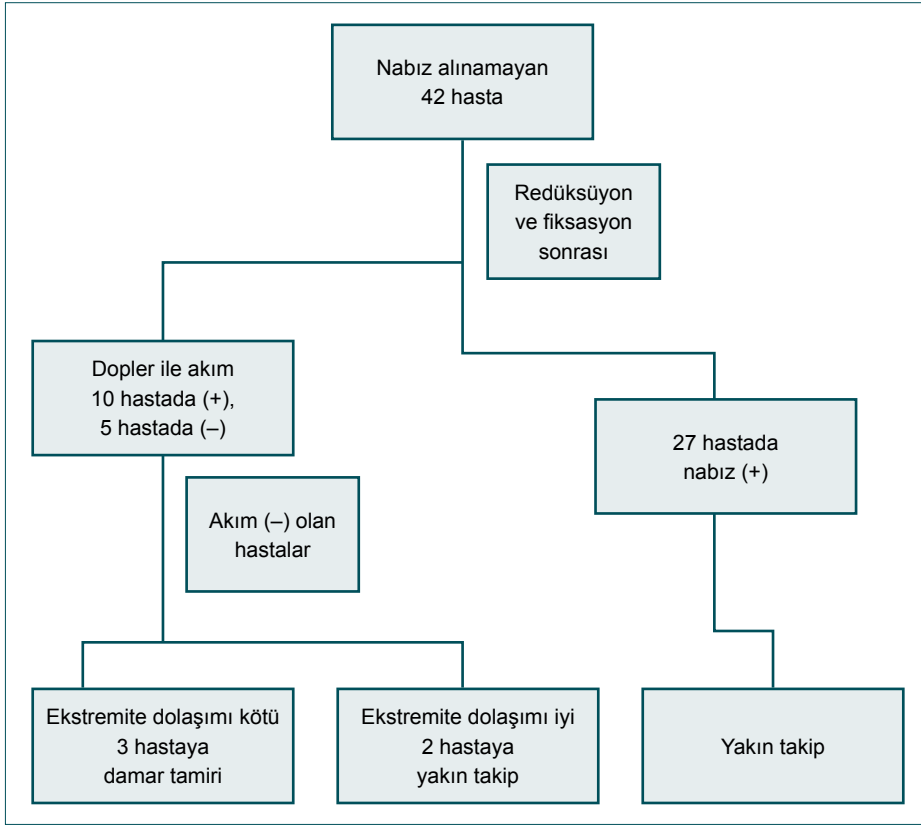 Nabız alınamayan
42 hasta
Redüksüyon
ve fiksasyon
sonrası
Dopler ile akım
10 hastada (+),
5 hastada (–)
27 hastada
nabız (+)
Akım (–) olan
hastalar
Ekstremite dolaşımı kötü
3 hastaya
damar tamiri
Ekstremite dolaşımı iyi
2 hastaya
yakın takip
Yakın takip